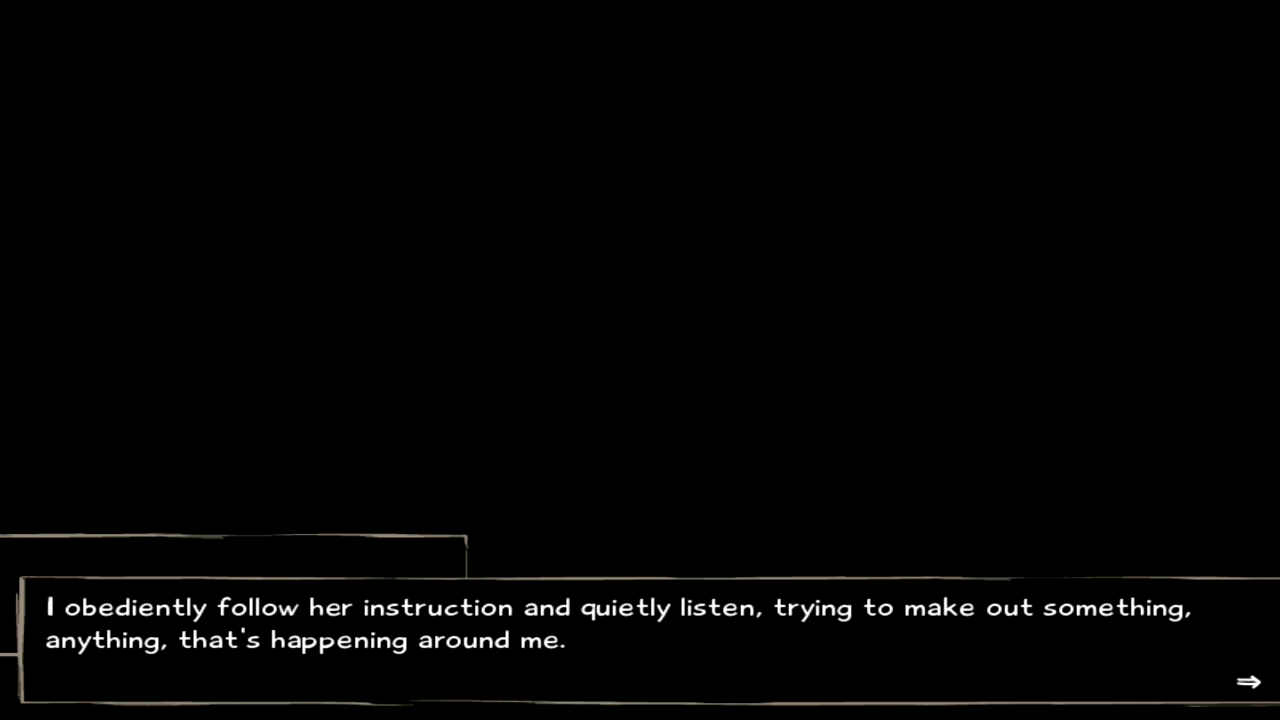 I obediently follow her instruction and quietly listen, trying to make out something,
anything, that's happening around me.